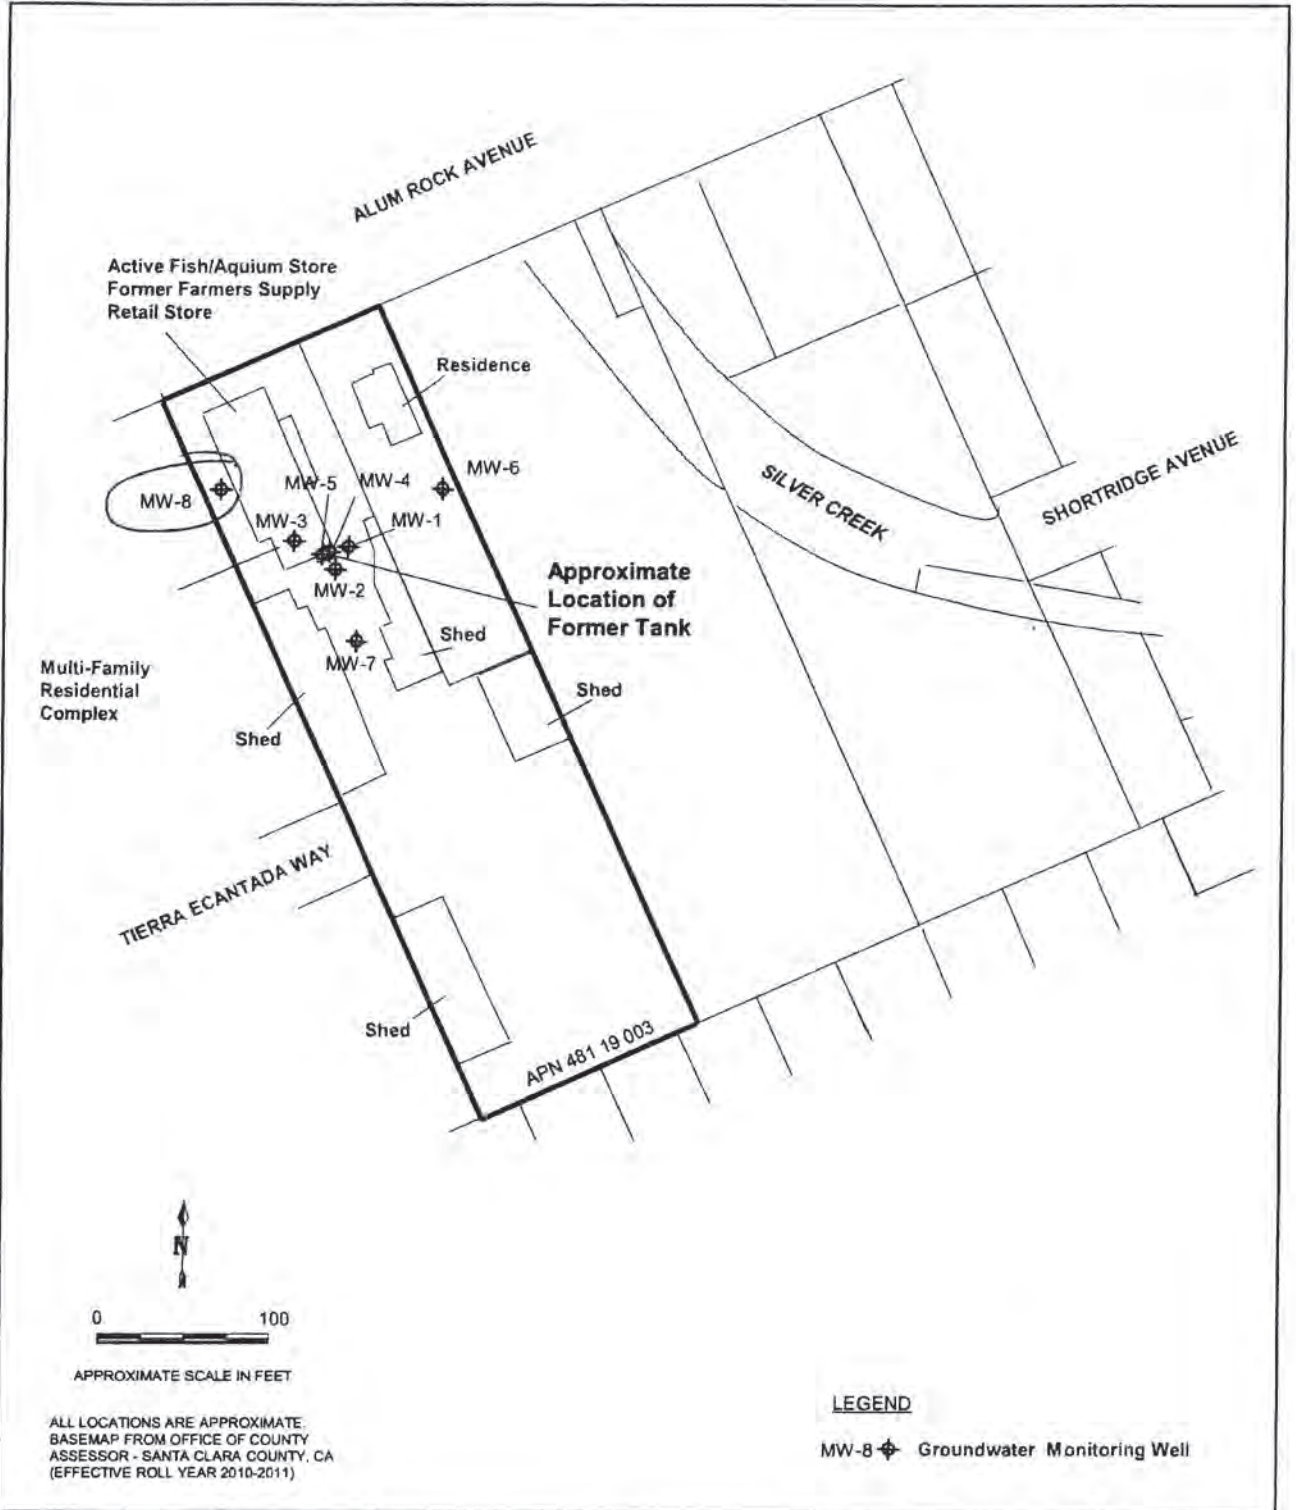 ALUM ROCK AVENUE
Active Fish/Aquium Store
Former Farmers Supply
Retail Store
Residence
MW-6
MW-5
MW-4
MW-8
MW-3
MW-1
SILVER CREEK
SHORTRIDGE AVENUE
MW-2
Approximate
Location of
Former Tank
Shed
MW-7
Multi-Family
Residential
Complex
Shed
Shed
TIERRA ECANTADA WAY
Shed
APN 481 19 003
N
0 100
APPROXIMATE SCALE IN FEET
ALL LOCATIONS ARE APPROXIMATE.
BASEMAP FROM OFFICE OF COUNTY
ASSESSOR - SANTA CLARA COUNTY, CA
(EFFECTIVE ROLL YEAR 2010-2011)
LEGEND
MW-8 Groundwater Monitoring Well